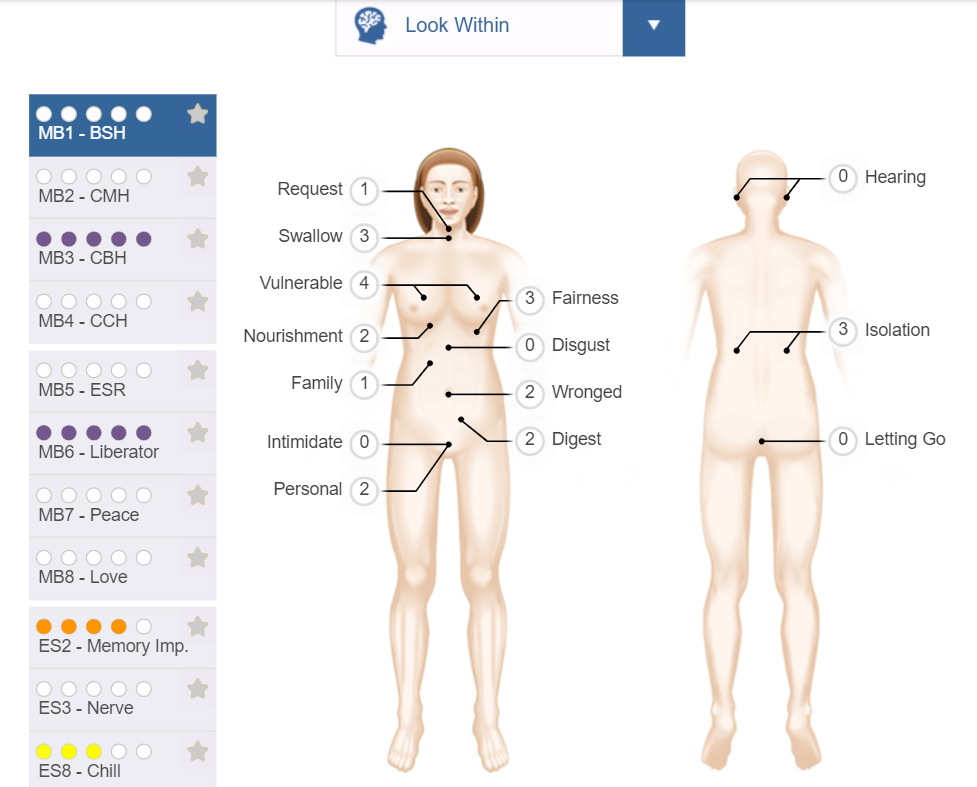 Look Within
MB1 - BSH
MB2 - CMH
MB3 - CBH
MB4 - CCH
MB5 - ESR
MB6 - Liberator
MB7 - Peace
MB8 - Love
ES2 - Memory Imp.
ES3 - Nerve
ES8 - Chill
Request 1
Swallow 3
Vulnerable 4
Nourishment 2
Family 1
Intimidate 0
Personal 2
3 Fairness
0 Disgust
2 Wronged
2 Digest
0 Hearing
3 Isolation
0 Letting Go